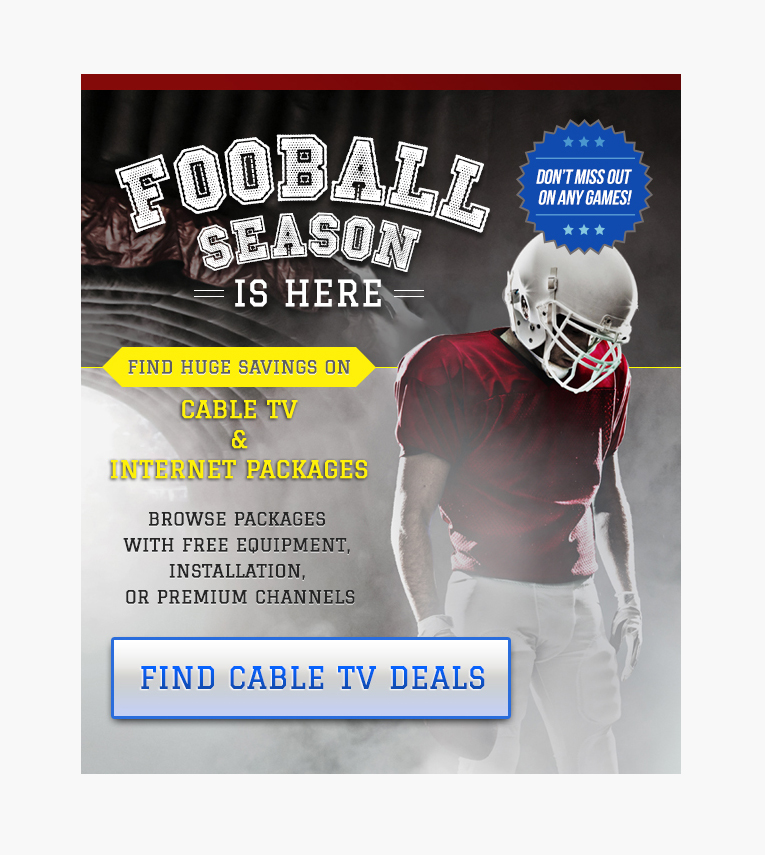 FOOBALL
SEASON
IS HERE
DON'T MISS OUT
ON ANY GAMES!
FIND HUGE SAVINGS ON
CABLE TV
&
INTERNET PACKAGES
BROWSE PACKAGES
WITH FREE EQUIPMENT,
INSTALLATION,
OR PREMIUM CHANNELS
FIND CABLE TV DEALS